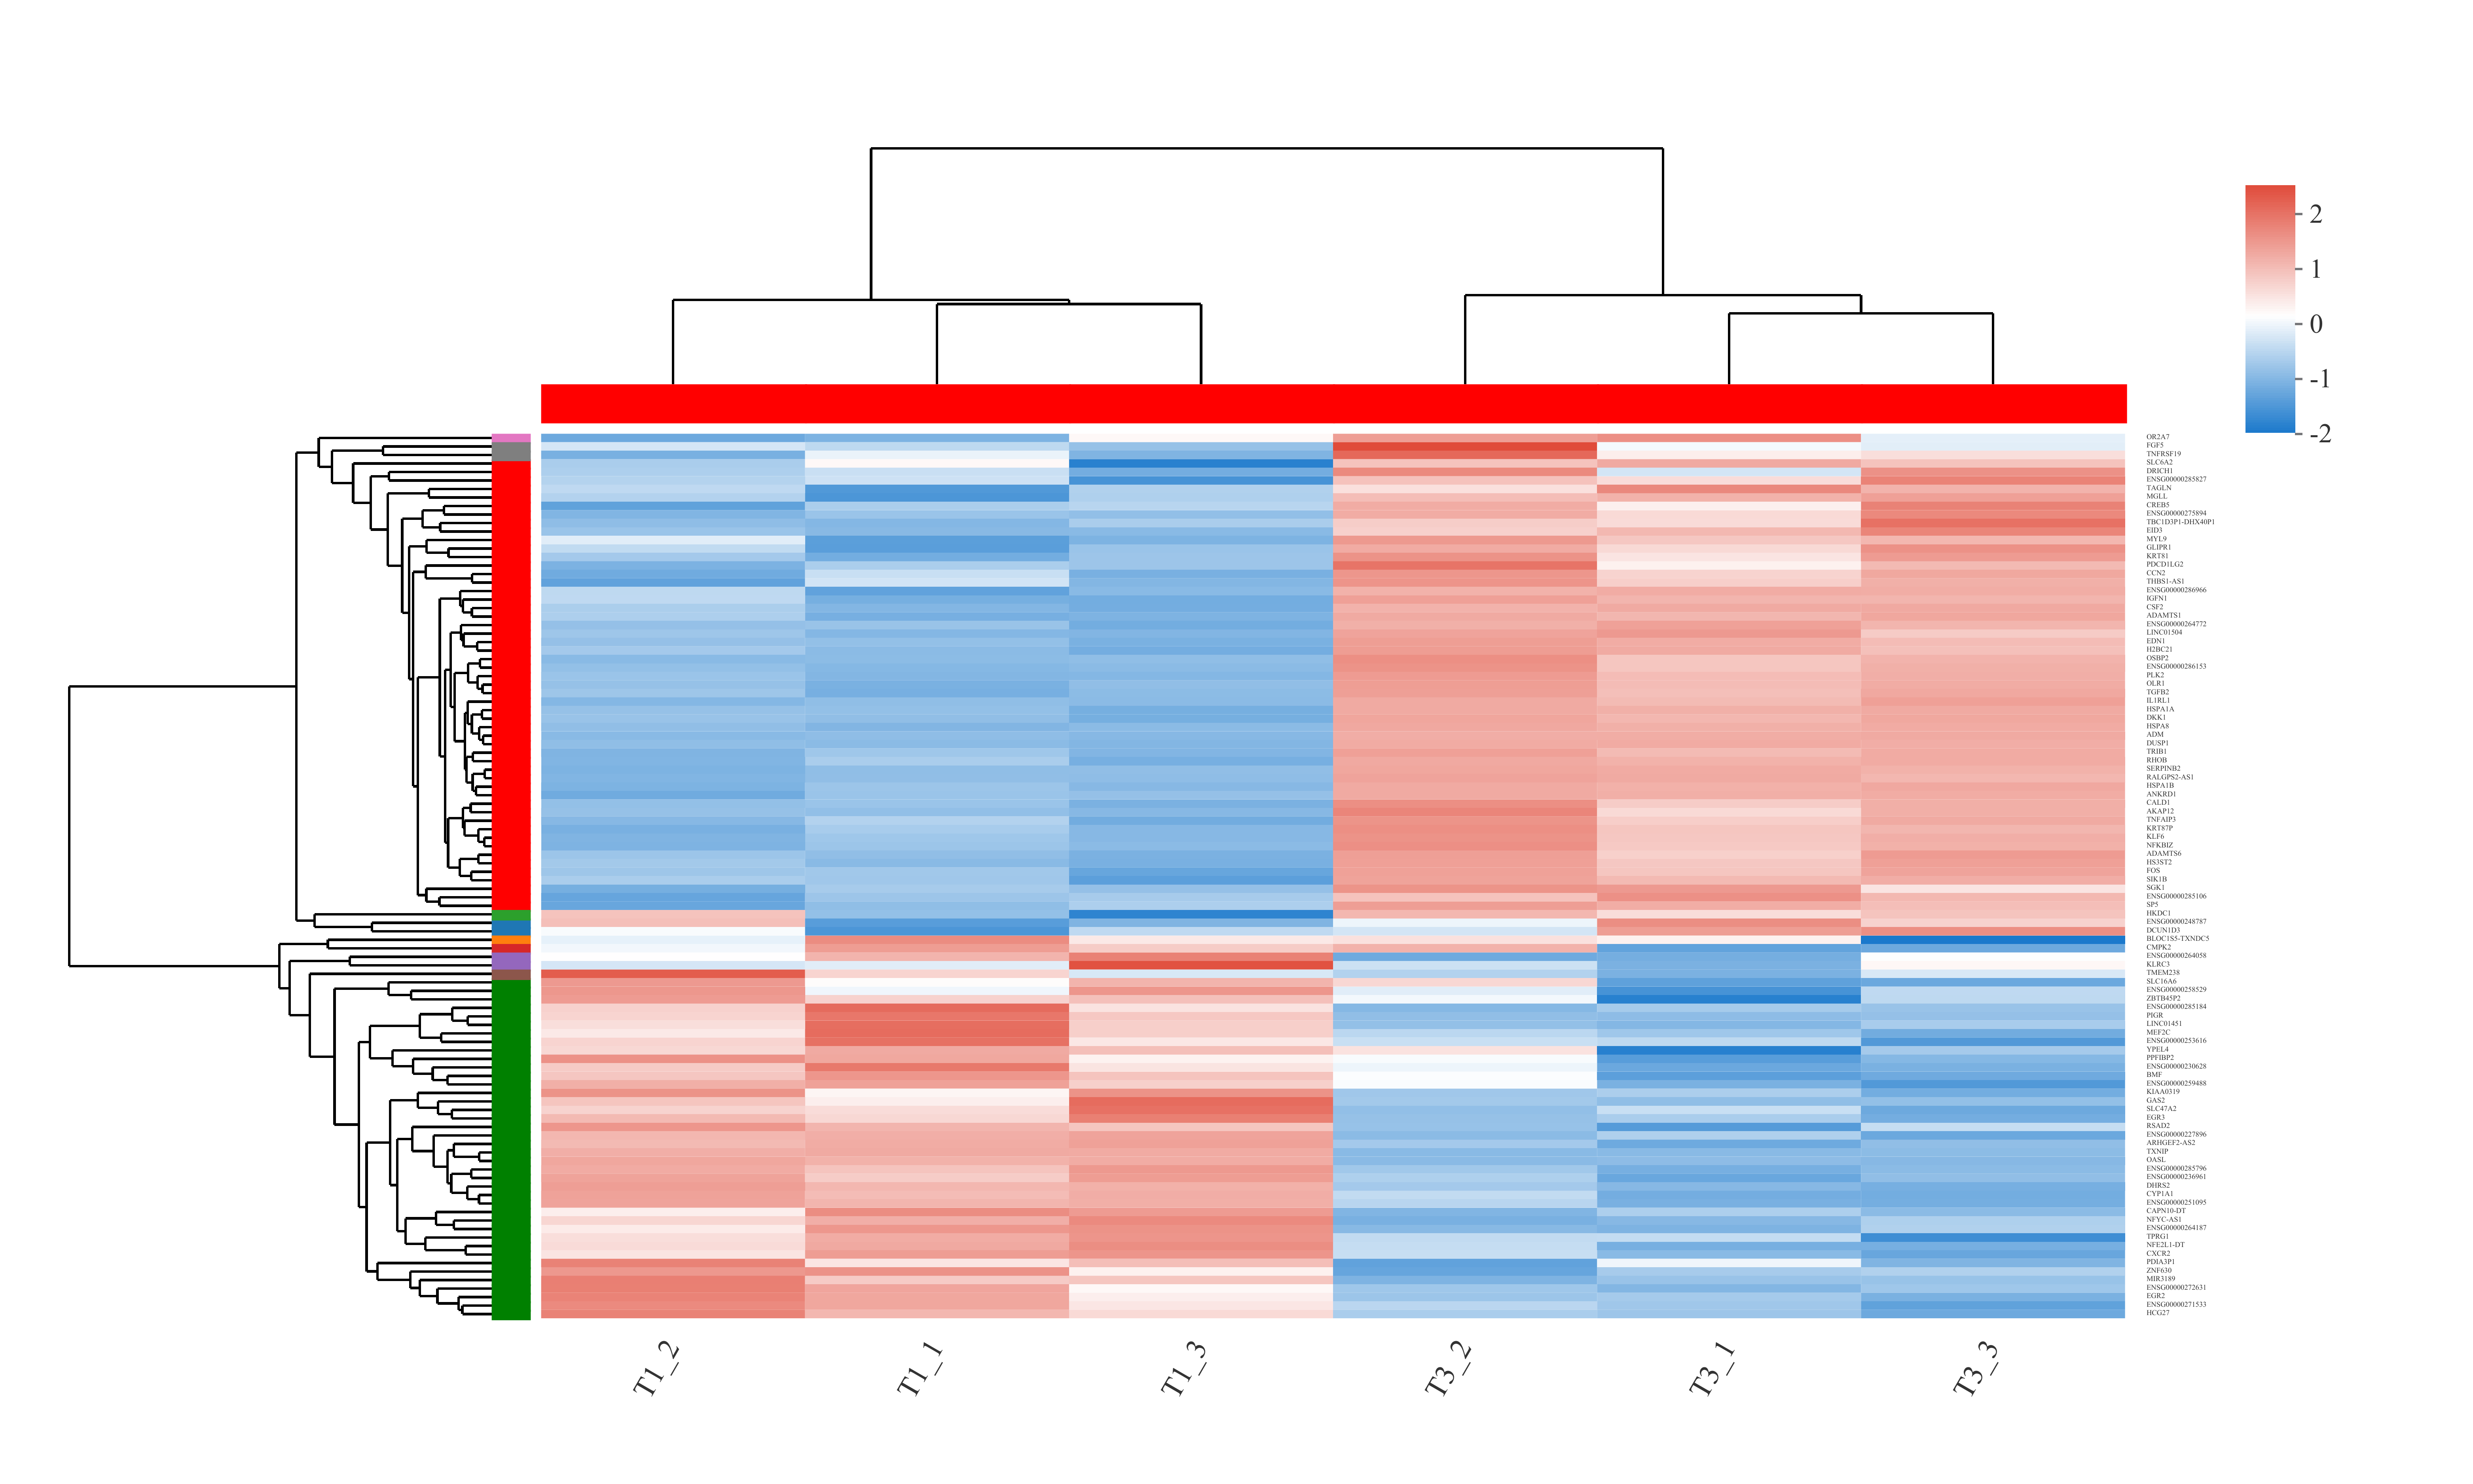 2
1
0
-1
-2
OR2A7
FGF5
TNFRSF19
SLC6A2
DRICH1
ENSG00000285827
TAGLN
MGLL
CREB5
ENSG00000275894
TBC1D3P1-DHX40P1
EID3
MYL9
GLIPR1
KRT81
PDCD1LG2
CCN2
THBS1-AS1
ENSG00000286966
IGFN1
CSF2
ADAMTS1
ENSG00000264772
LINC01504
EDN1
H2BC21
OSBP2
ENSG00000286153
PLK2
OLR1
TGFB2
IL1RL1
HSPA1A
DKK1
HSPA8
ADM
DUSP1
TRIB1
RHOB
SERPINB2
RALGPS2-AS1
HSPA1B
ANKRD1
CALD1
AKAP12
TNFAIP3
KRT87P
KLF6
NFKBIZ
ADAMTS6
HS3ST2
FOS
SIK1B
SGK1
ENSG00000285106
SP5
HKDC1
ENSG00000248787
DCUN1D3
BLOC1S5-TXNDC5
CMPK2
ENSG00000264058
KLRC3
TMEM238
SLC16A6
ENSG00000258529
ZBTB45P2
ENSG00000285184
PIGR
LINC01451
MEF2C
ENSG00000253616
YPEL4
PPFIBP2
ENSG00000230628
BMF
ENSG00000259488
KIAA0319
GAS2
SLC47A2
EGR3
RSAD2
ENSG00000227896
ARHGEF2-AS2
TXNIP
OASL
ENSG00000285796
ENSG00000236961
DHRS2
CYP1A1
ENSG00000251095
CAPN10-DT
NFYC-AS1
ENSG00000264187
TPRG1
NFE2L1-DT
CXCR2
PDIA3P1
ZNF630
MIR3189
ENSG00000272631
EGR2
ENSG00000271533
HCG27
T1_2
T1_1
T1_3
T3_2
T3_1
T3_3